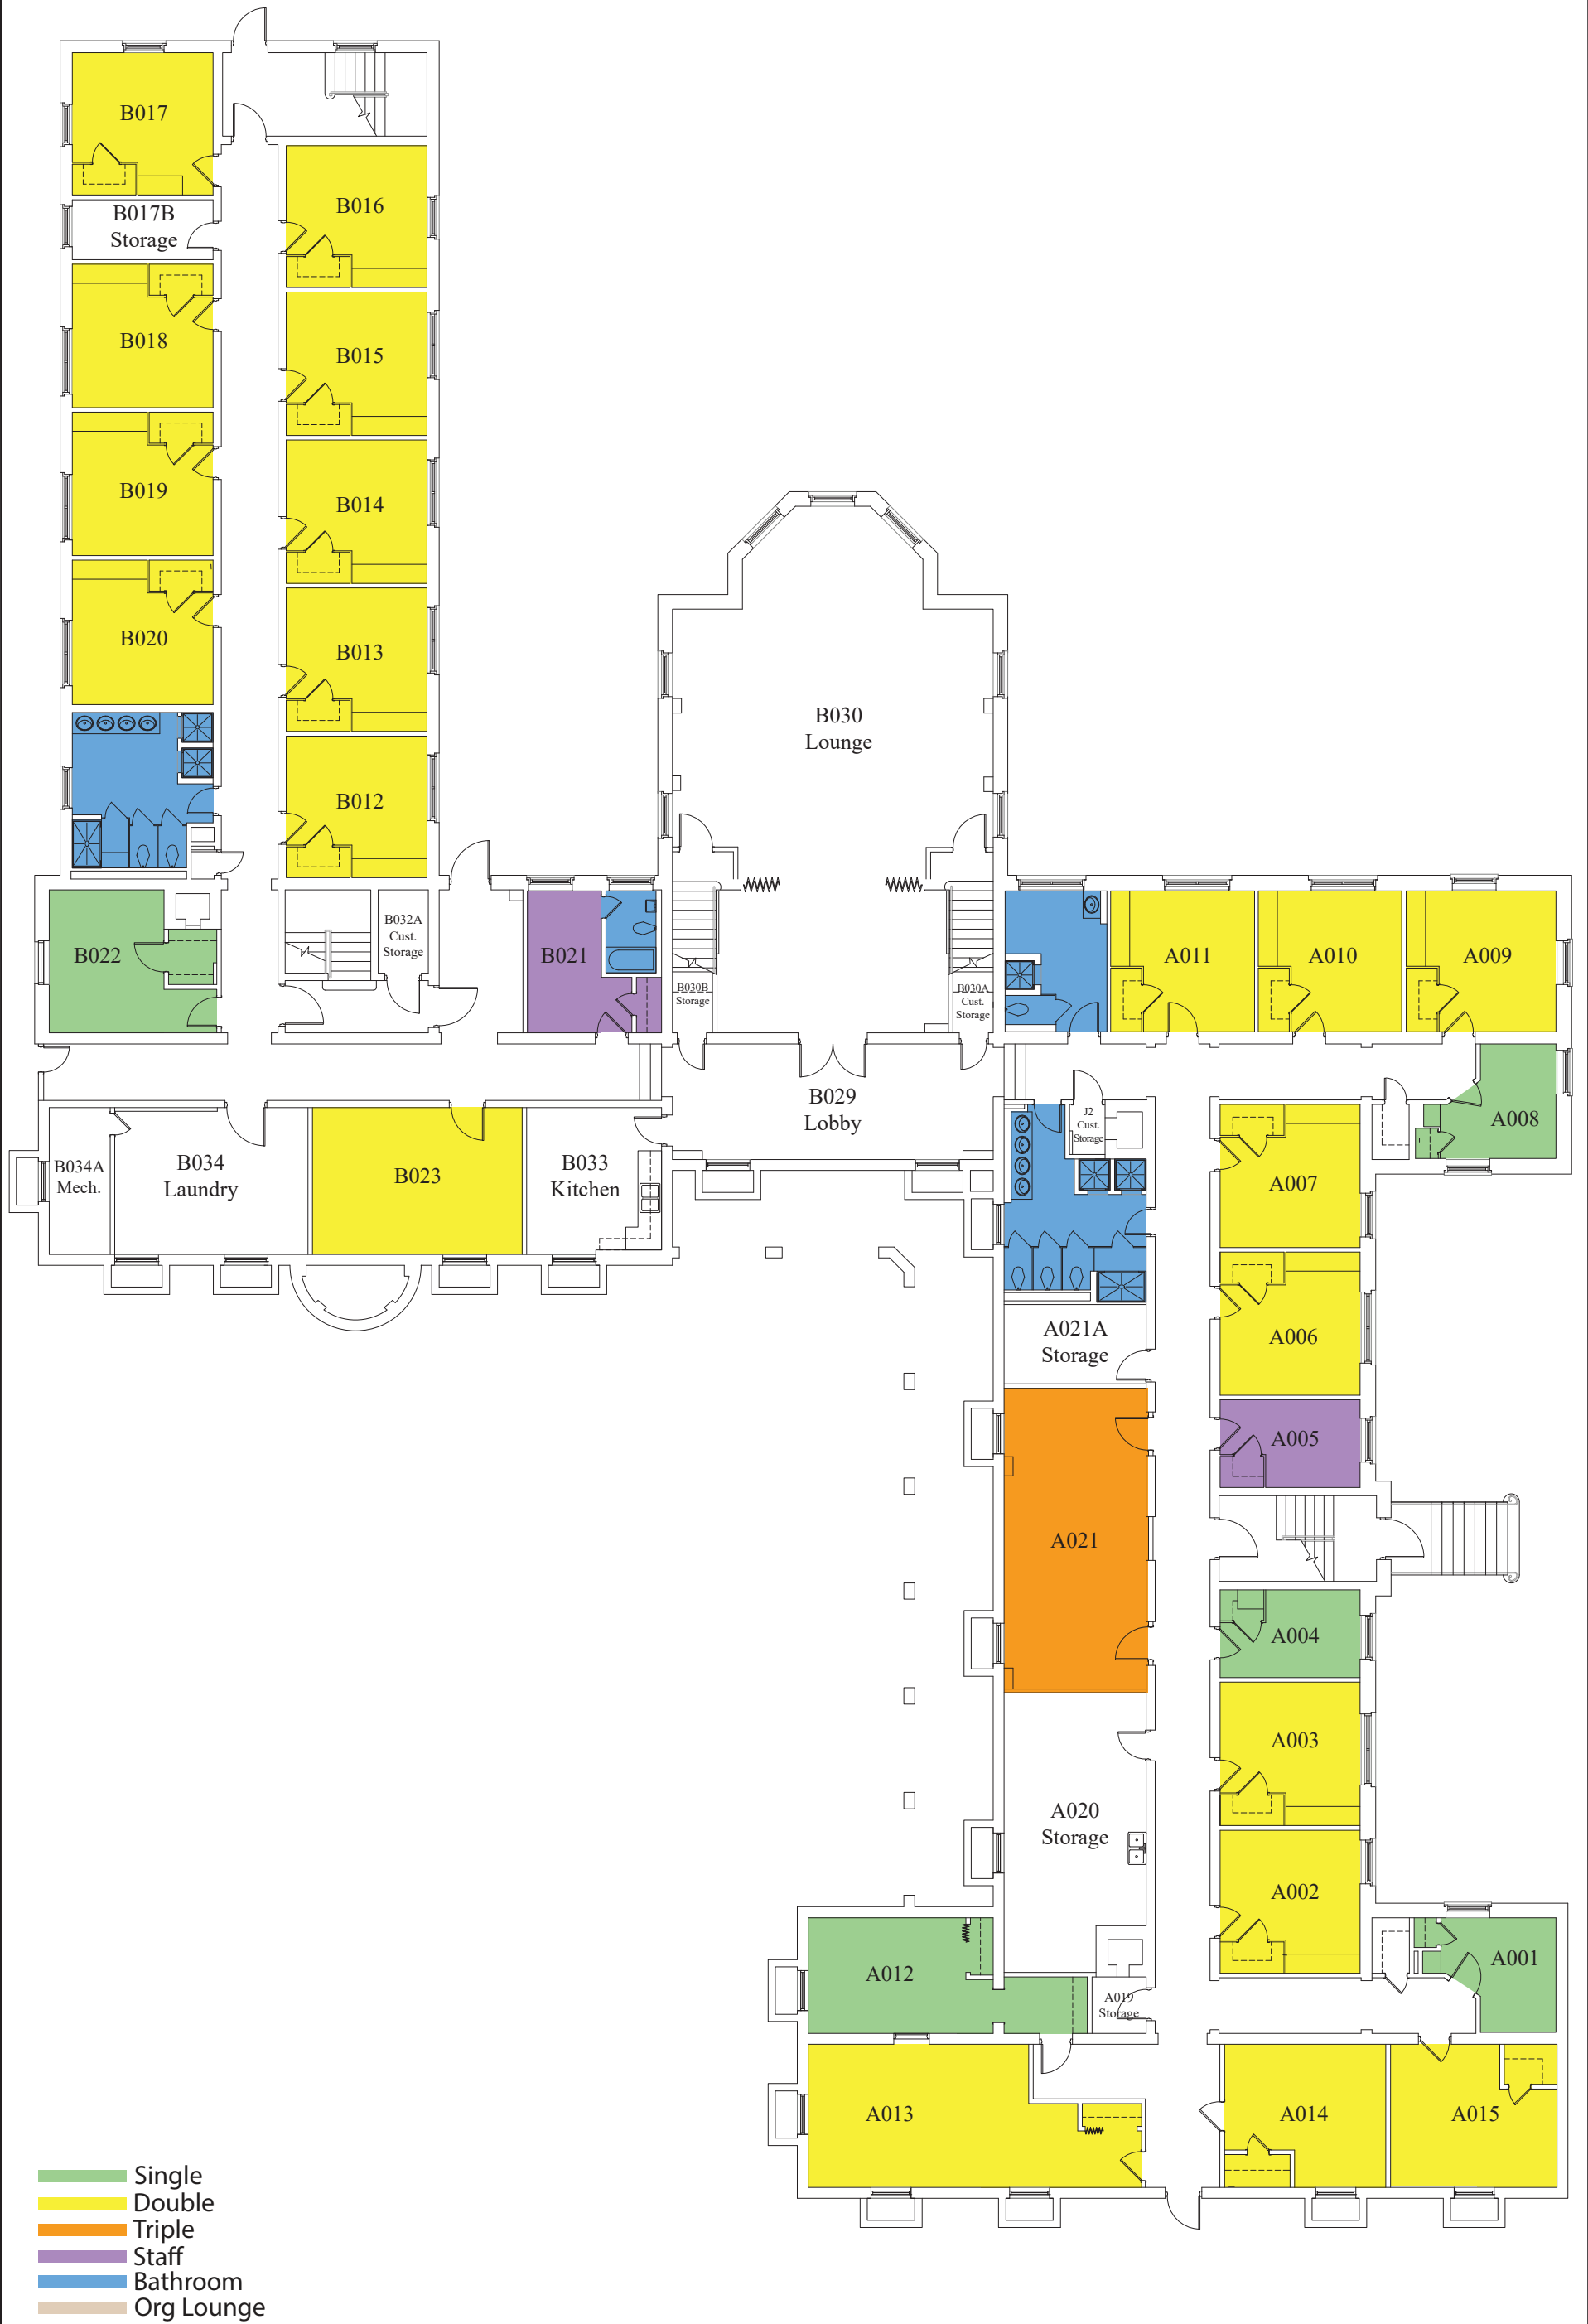 B017
B016
B017B
Storage
B018
B015
B019
B014
B020
B013
B030
Lounge
B012
B022
B032A
Cust.
Storage
B021
B030B
Storage
B030A
Cust.
Storage
A011
A010
A009
B029
Lobby
J2
Cust.
Storage
A008
B034A
Mech.
B034
Laundry
B023
B033
Kitchen
A007
A021A
Storage
A006
A005
A021
A004
A003
A020
Storage
A002
A012
A019
Storage
A001
A013
A014
A015
Single
Double
Triple
Staff
Bathroom
Org Lounge